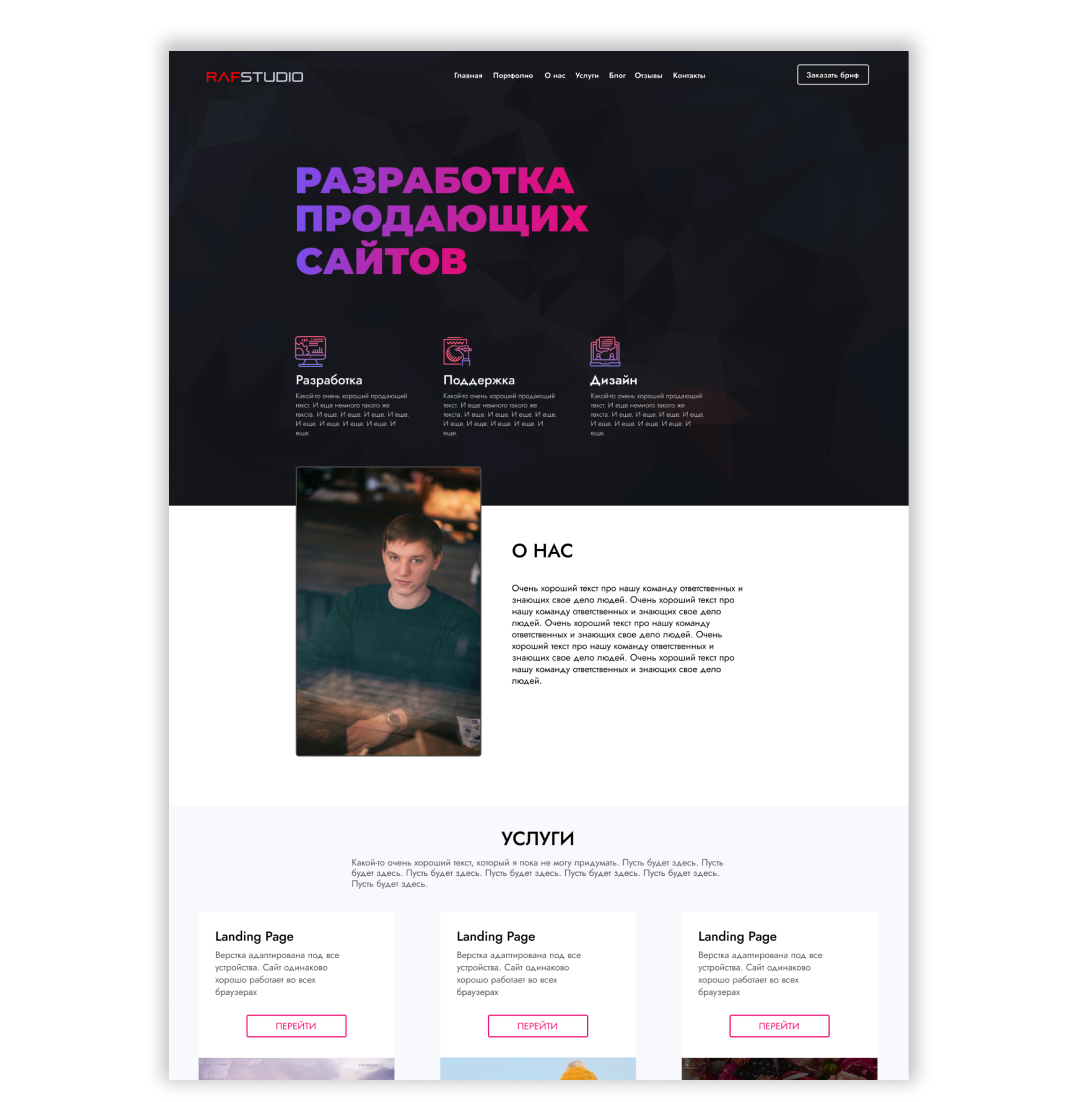 RAFSTUDIO
Главная Портфолио О нас Услуги Блог Отзывы Контакты
Заказать бриф
РАЗРАБОТКА
ПРОДАЮЩИХ
САЙТОВ
Разработка
Какой-то очень хороший продающий
текст. И еще немного такого же
текста. И еще. И еще. И еще. И еще.
И еще. И еще. И еще. И еще. И
еще.
Поддержка
Какой-то очень хороший продающий
текст. И еще немного такого же
текста. И еще. И еще. И еще. И еще.
И еще. И еще. И еще. И еще. И
еще.
Дизайн
Какой-то очень хороший продающий
текст. И еще немного такого же
текста. И еще. И еще. И еще. И еще.
И еще. И еще. И еще. И еще. И
еще.
О НАС
Очень хороший текст про нашу команду ответственных и
знающих свое дело людей. Очень хороший текст про
нашу команду ответственных и знающих свое дело
людей. Очень хороший текст про нашу команду
ответственных и знающих свое дело людей. Очень
хороший текст про нашу команду ответственных и
знающих свое дело людей. Очень хороший текст про
нашу команду ответственных и знающих свое дело
людей.
УСЛУГИ
Какой-то очень хороший текст, который я пока не могу придумать. Пусть будет здесь. Пусть
будет здесь. Пусть будет здесь. Пусть будет здесь. Пусть будет здесь. Пусть будет здесь.
Пусть будет здесь.
Landing Page
Верстка адаптирована под все
устройства. Сайт одинаково
хорошо работает во всех
браузерах
ПЕРЕЙТИ
Landing Page
Верстка адаптирована под все
устройства. Сайт одинаково
хорошо работает во всех
браузерах
ПЕРЕЙТИ
Landing Page
Верстка адаптирована под все
устройства. Сайт одинаково
хорошо работает во всех
браузерах
ПЕРЕЙТИ